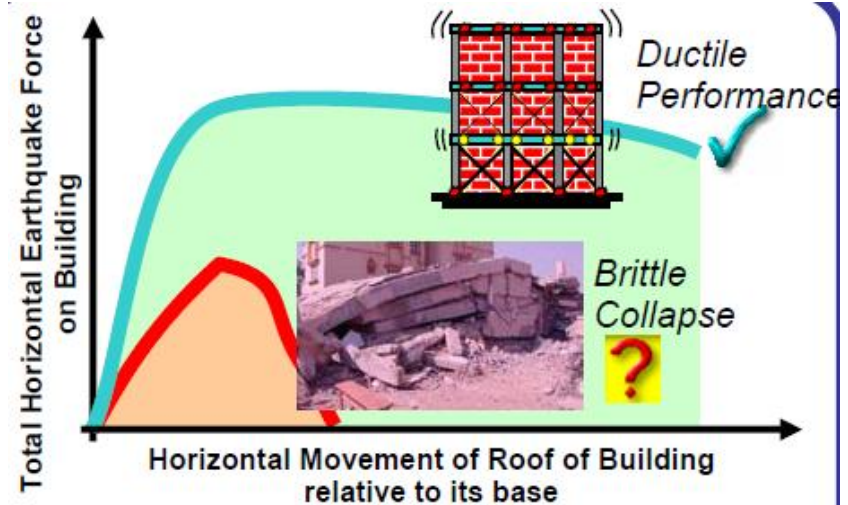 Total Horizontal Earthquake Force
on Building
Ductile
Performance
Brittle
Collapse
?
Horizontal Movement of Roof of Building
relative to its base